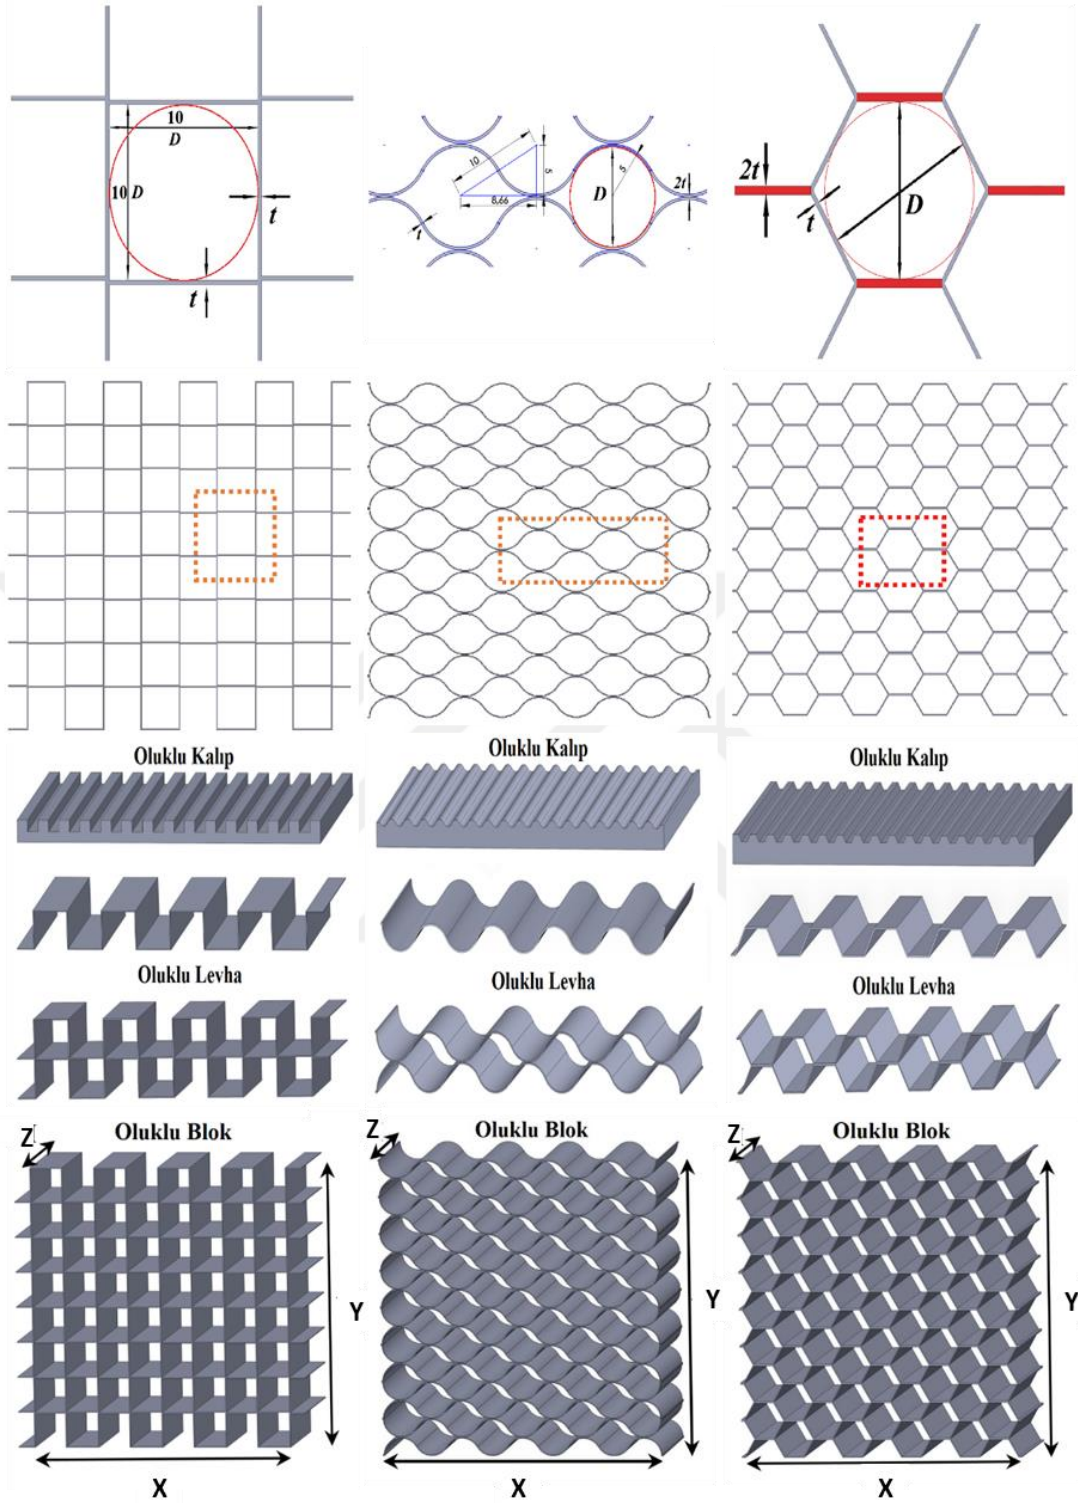 10
D
10 D
t
t
10
5
8,66
t
D
5
2t
2t
t
D
Oluklu Kalıp
Oluklu Kalıp
Oluklu Kalıp
Oluklu Levha
Oluklu Levha
Oluklu Levha
Z
Oluklu Blok
Y
X
Z
Oluklu Blok
Y
X
Z
Oluklu Blok
Y
X